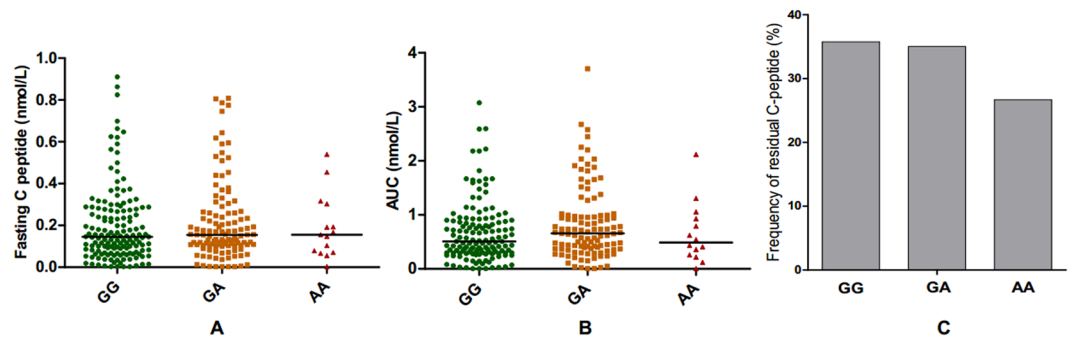 Fasting C peptide (nmol/L)
1.0
0.8
0.6
0.4
0.2
0.0
GG
GA
AA
A
AUC (nmol/L)
4
3
2
1
0
GG
GA
AA
B
Frequency of residual C-peptide (%)
40
30
20
10
0
GG
GA
AA
C